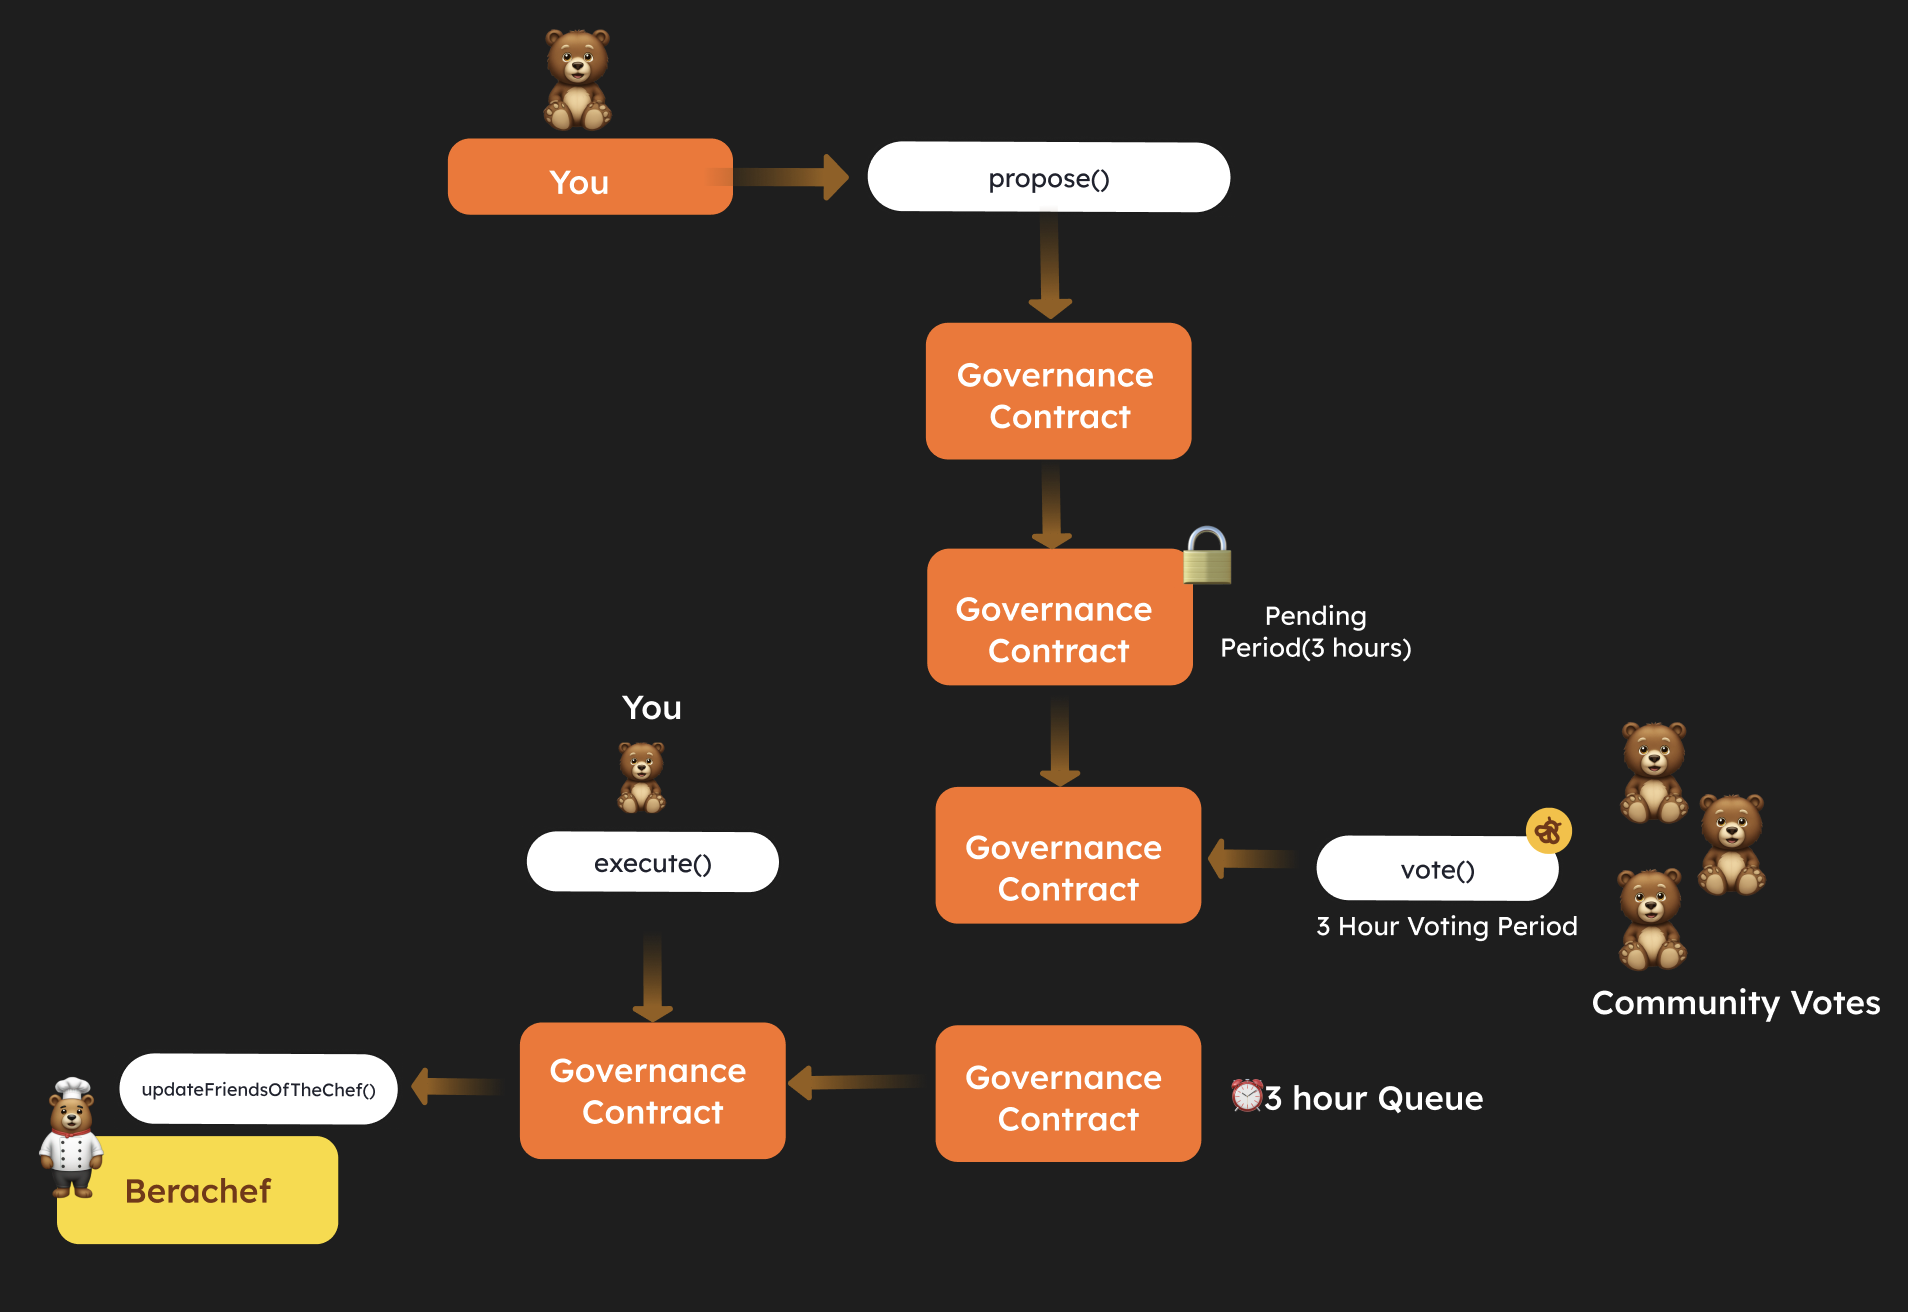 You
propose()
Governance
Contract
Governance
Contract
Pending
Period(3 hours)
You
execute()
Governance
Contract
vote()
3 Hour Voting Period
Community Votes
updateFriendsOfTheChef()
Governance
Contract
Governance
Contract
3 hour Queue
Berachef